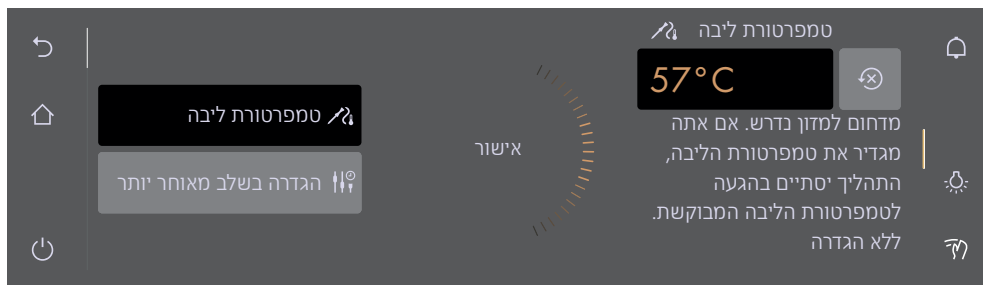 טמפרטורת ליבה
57°C
מדחום למזון נדרש. אם אתה
מגדיר את טמפרטורת הליבה,
התהליך יסתיים בהגעה
לטמפרטורת הליבה המבוקשת.
ללא הגדרה
אישור
טמפרטורת ליבה
הגדרה בשלב מאוחר יותר